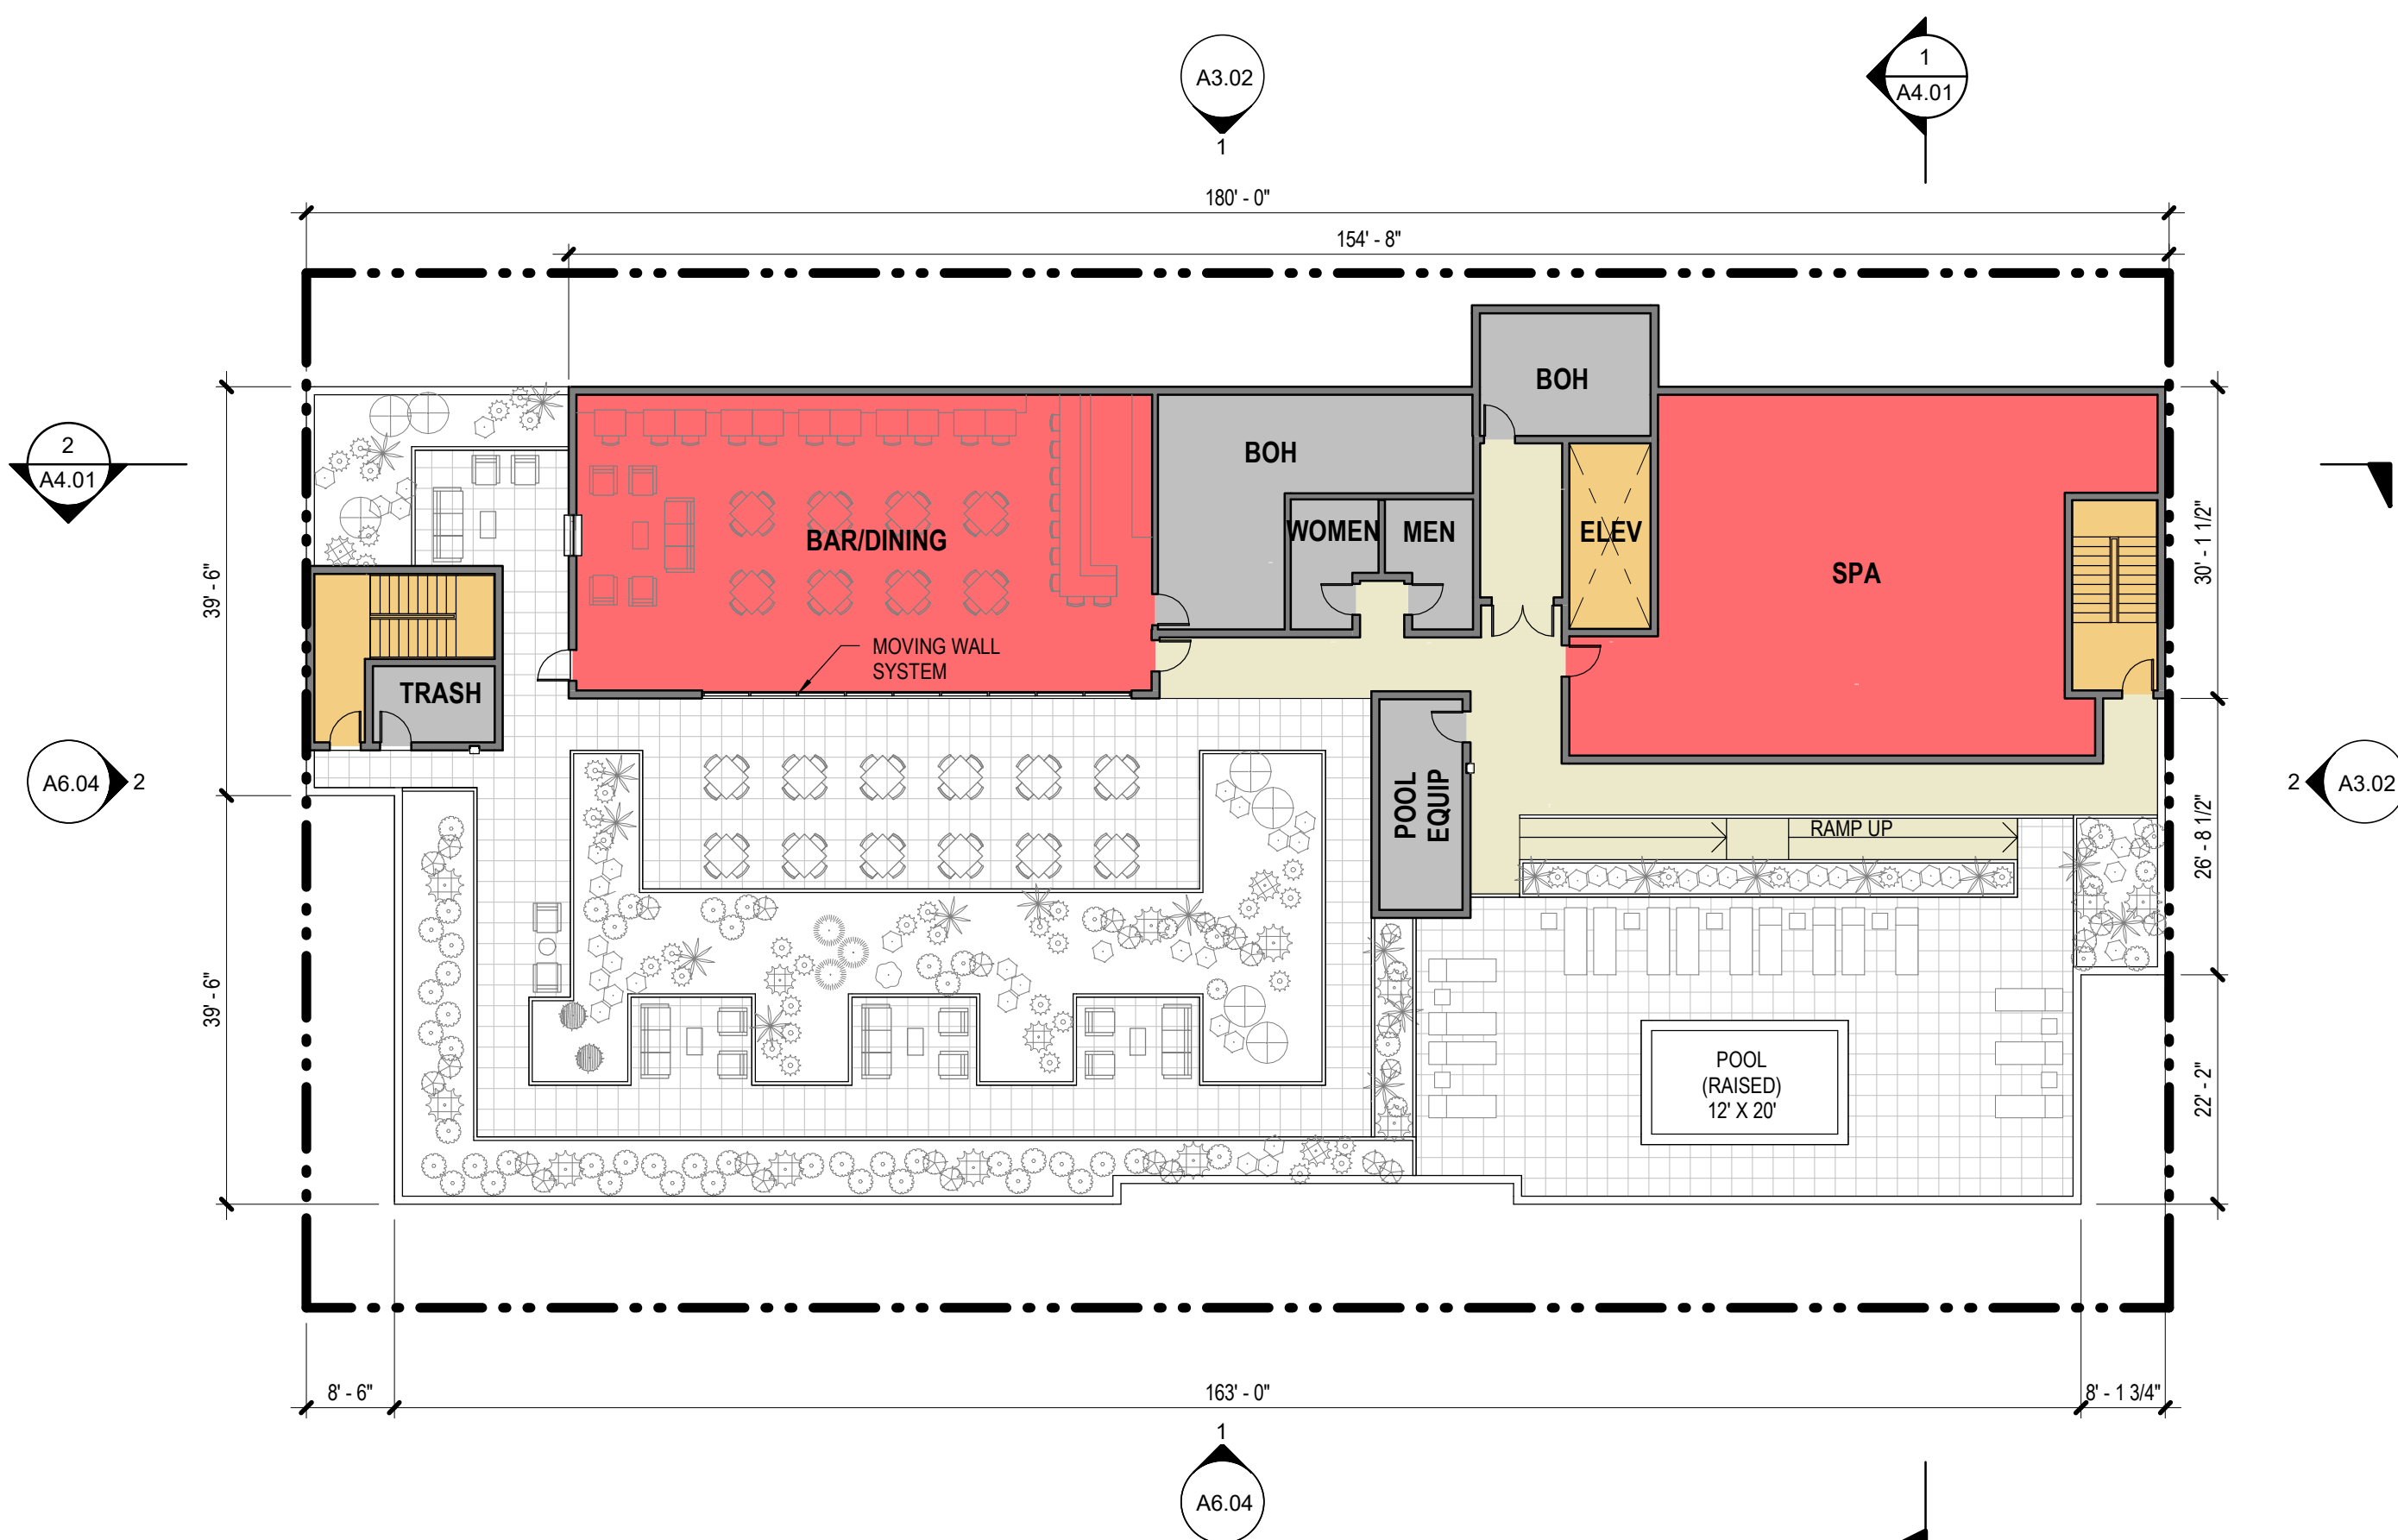 1
A4.01
A3.02
1
180' - 0"
154' - 8"
BOH
2
A4.01
BOH
WOMEN
MEN
ELEV
BAR/DINING
SPA
39' - 6"
30' - 1 1/2"
MOVING WALL
SYSTEM
TRASH
A6.04
2
2
A3.02
POOL
EQUIP
RAMP UP
26' - 8 1/2"
39' - 6"
POOL
(RAISED)
12' X 20'
22' - 2"
8' - 6"
163' - 0"
8' - 1 3/4"
1
A6.04